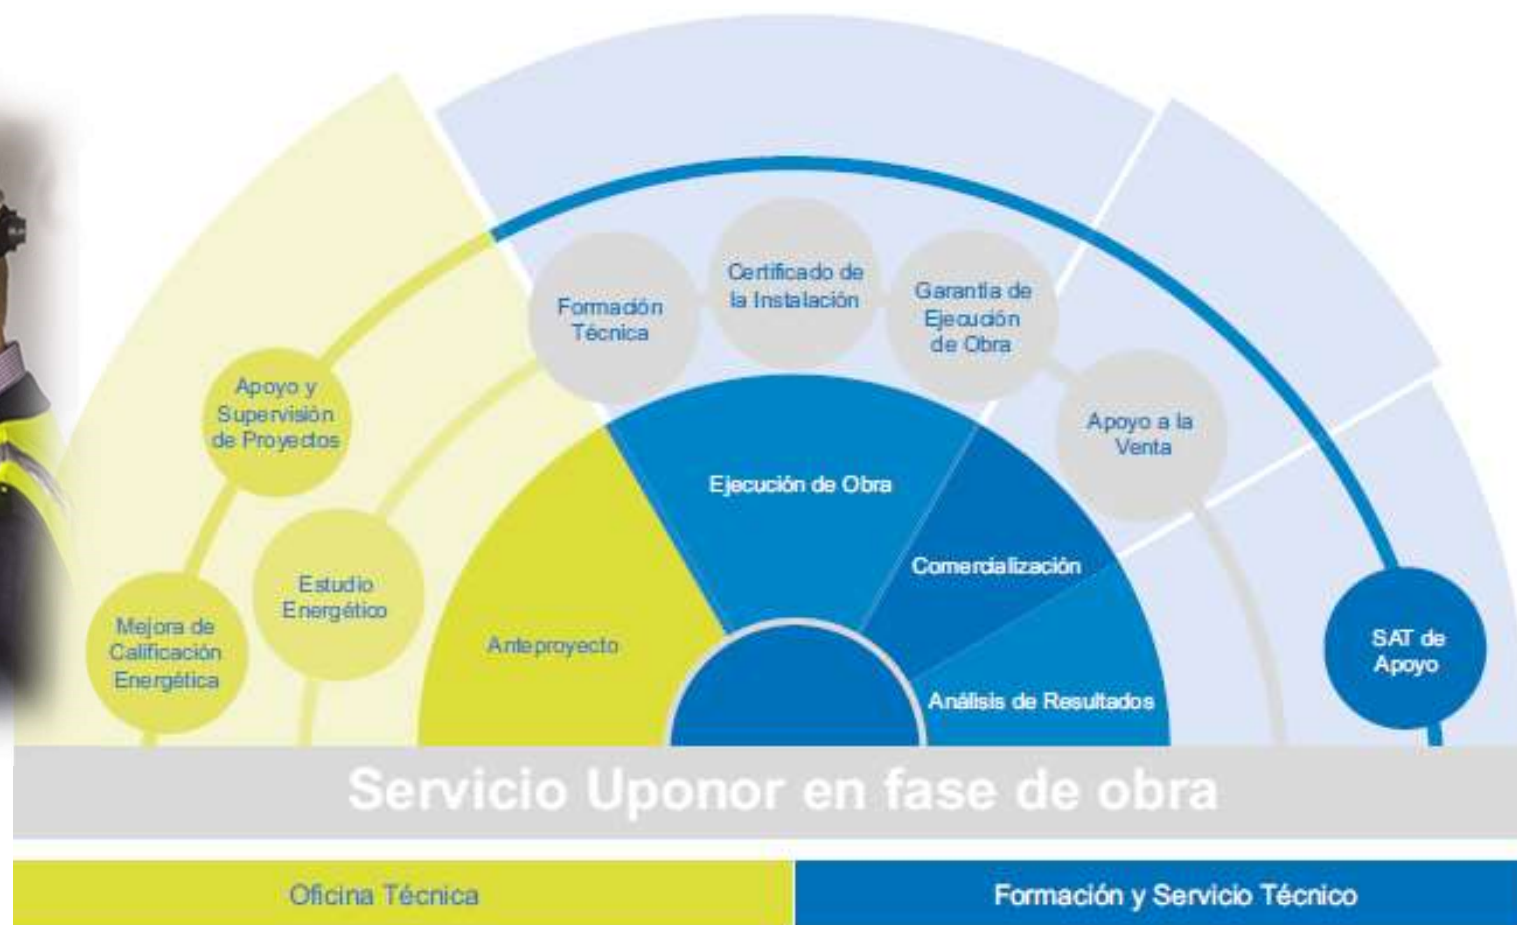 Certificado de
la Instalación
Formación
Técnica
Garantía de
Ejecución
de Obra
Apoyo y
Supervisión
de Proyectos
Apoyo a la
Venta
Ejecución de Obra
Estudio
Energético
Comercialización
Mejora de
Calificación
Energética
Anteproyecto
SAT de
Apoyo
Análisis de Resultados
Servicio Uponor en fase de obra
Oficina Técnica
Formación y Servicio Técnico